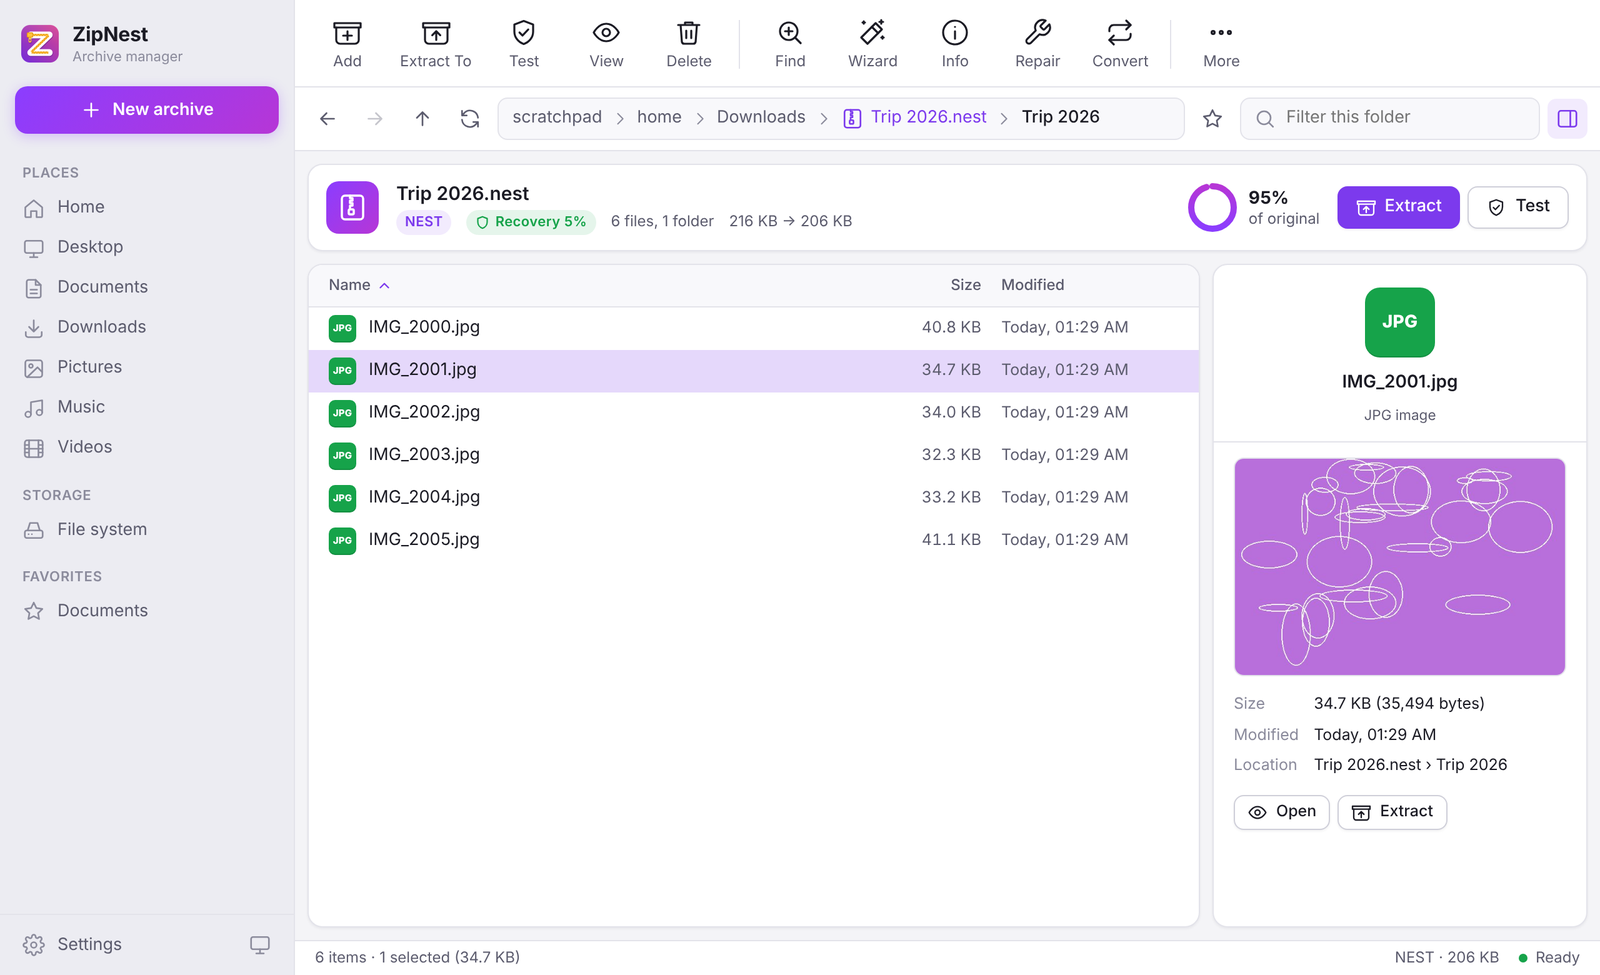 ZipNest
Archive manager
New archive
PLACES
Home
Desktop
Documents
Downloads
Pictures
Music
Videos
STORAGE
File system
FAVORITES
Documents
Settings
Add
Extract To
Test
View
Delete
Find
Wizard
Info
Repair
Convert
More
scratchpad > home > Downloads > Trip 2026.nest > Trip 2026
Filter this folder
Trip 2026.nest
NEST Recovery 5% 6 files, 1 folder 216 KB → 206 KB
95%
of original
Extract
Test
Name Size Modified
JPG IMG_2000.jpg 40.8 KB Today, 01:29 AM
JPG IMG_2001.jpg 34.7 KB Today, 01:29 AM
JPG IMG_2002.jpg 34.0 KB Today, 01:29 AM
JPG IMG_2003.jpg 32.3 KB Today, 01:29 AM
JPG IMG_2004.jpg 33.2 KB Today, 01:29 AM
JPG IMG_2005.jpg 41.1 KB Today, 01:29 AM
JPG
IMG_2001.jpg
JPG image
Size 34.7 KB (35,494 bytes)
Modified Today, 01:29 AM
Location Trip 2026.nest › Trip 2026
Open
Extract
6 items · 1 selected (34.7 KB)
NEST · 206 KB
Ready